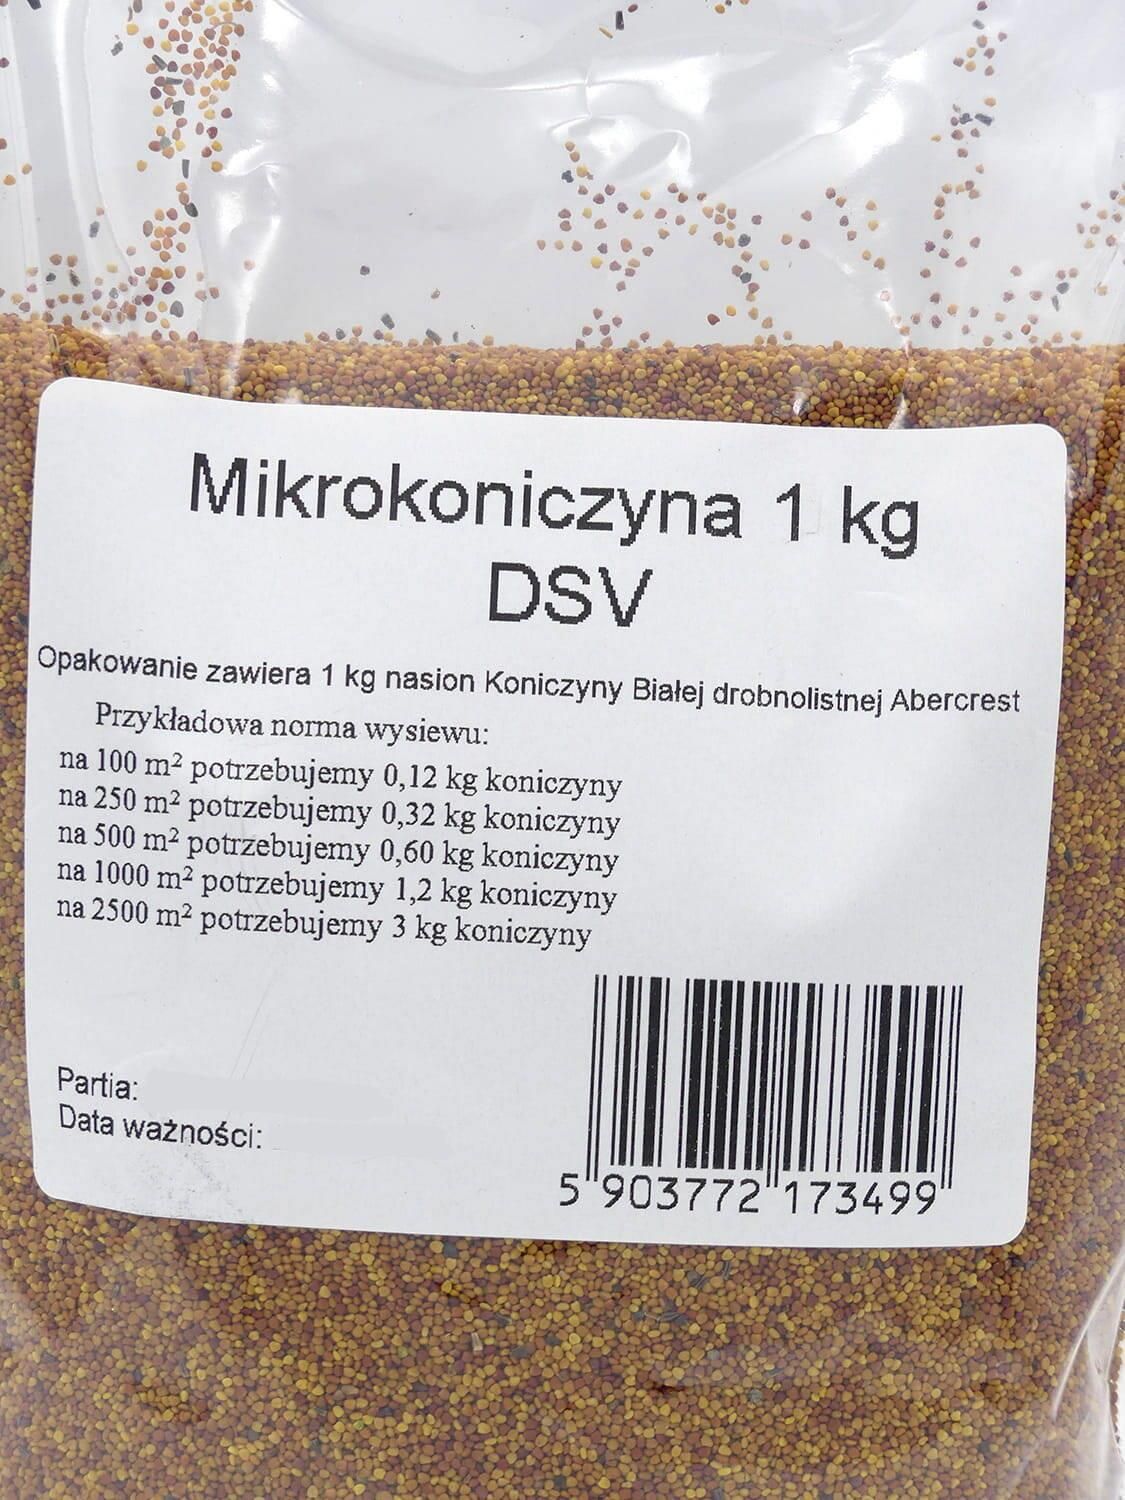 Mikrokoniczyna 1 kg
DSV
Opakowanie zawiera 1 kg nasion Koniczyny Białej drobnolistnej Abercrest
Przykładowa norma wysiewu:
na 100 m² potrzebujemy 0,12 kg koniczyny
na 250 m² potrzebujemy 0,32 kg koniczyny
na 500 m² potrzebujemy 0,60 kg koniczyny
na 1000 m² potrzebujemy 1,2 kg koniczyny
na 2500 m² potrzebujemy 3 kg koniczyny
Partia:
Data ważności:
5 903772 173499